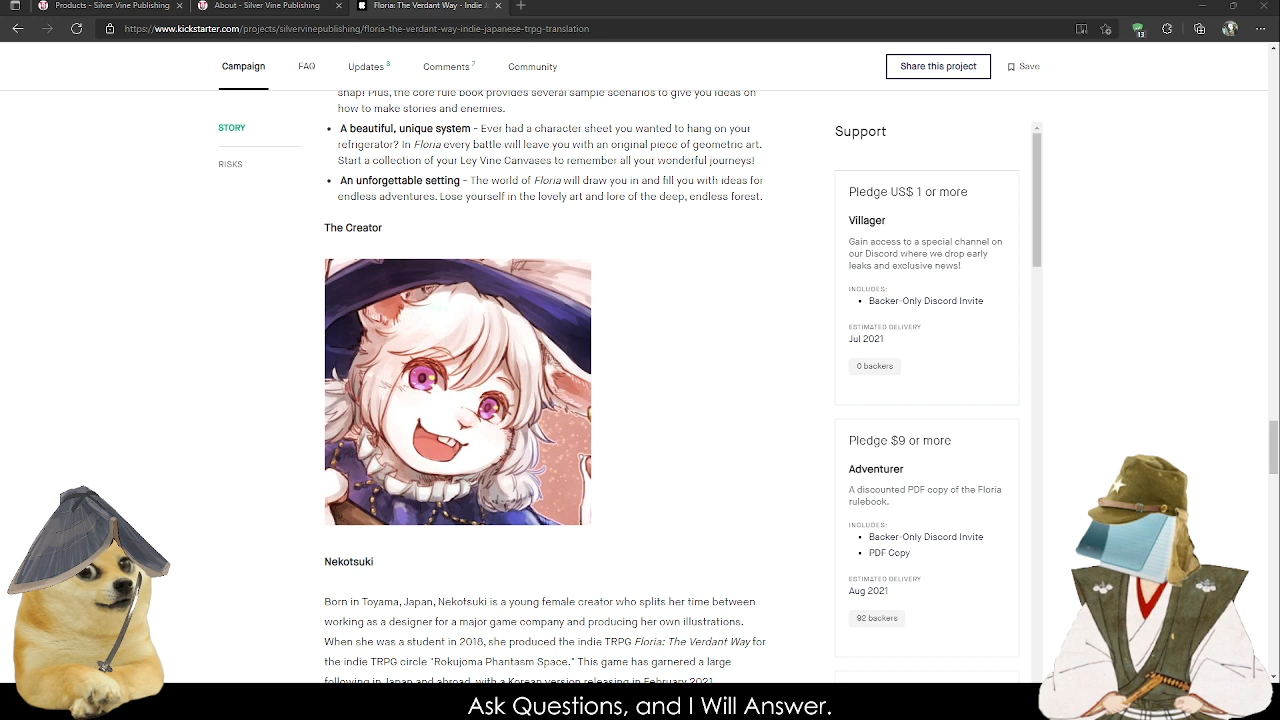 Products - Silver Vine Publishing
About - Silver Vine Publishing
Floria: The Verdant Way - Indie J
https://www.kickstarter.com/projects/silvervinepublishing/floria-the-verdant-way-indie-japanese-trpg-translation
Campaign
FAQ
Updates 8
Comments 7
Community
Share this project
Save
STORY
RISKS
snap! Plus, the core rule book provides several sample scenarios to give you ideas on
how to make stories and enemies.
• A beautiful, unique system - Ever had a character sheet you wanted to hang on your
refrigerator? In Floria every battle will leave you with an original piece of geometric art.
Start a collection of your Ley Vine Canvases to remember all your wonderful journeys!
• An unforgettable setting - The world of Floria will draw you in and fill you with ideas for
endless adventures. Lose yourself in the lovely art and lore of the deep, endless forest.
The Creator
Nekotsuki
Born in Toyama, Japan, Nekotsuki is a young female creator who splits her time between
working as a designer for a major game company and producing her own illustrations.
When she was a student in 2018, she produced the indie TRPG Floria: The Verdant Way for
the indie TRPG circle "Rokujoma Phantasm Space." This game has garnered a large
following in Japan and abroad, with a Korean version releasing in February 2021.
Support
Pledge US$ 1 or more
Villager
Gain access to a special channel on
our Discord where we drop early
leaks and exclusive news!
INCLUDES:
• Backer-Only Discord Invite
ESTIMATED DELIVERY
Jul 2021
0 backers
Pledge $9 or more
Adventurer
A discounted PDF copy of the Floria
rulebook.
INCLUDES:
• Backer-Only Discord Invite
• PDF Copy
ESTIMATED DELIVERY
Aug 2021
92 backers
Ask Questions, and I Will Answer.